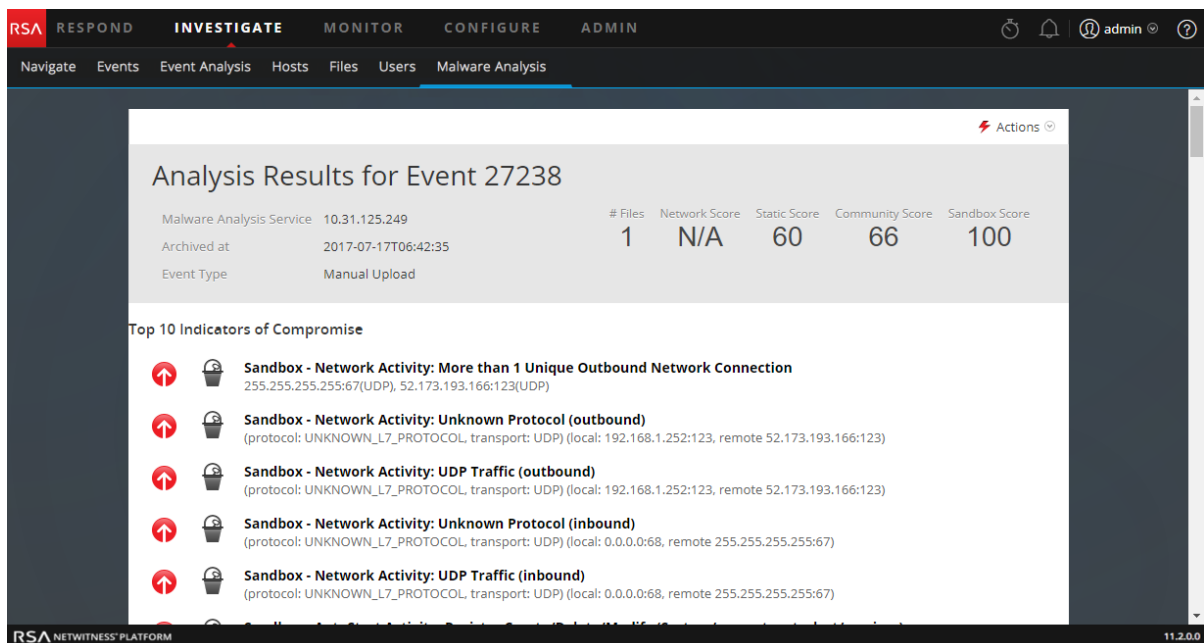 RSA RESPOND INVESTIGATE MONITOR CONFIGURE ADMIN admin ?
Navigate Events Event Analysis Hosts Files Users Malware Analysis
Actions
Analysis Results for Event 27238
Malware Analysis Service 10.31.125.249
Archived at 2017-07-17T06:42:35
Event Type Manual Upload
# Files Network Score Static Score Community Score Sandbox Score
1 N/A 60 66 100
Top 10 Indicators of Compromise
Sandbox - Network Activity: More than 1 Unique Outbound Network Connection
255.255.255.255:67(UDP), 52.173.193.166:123(UDP)
Sandbox - Network Activity: Unknown Protocol (outbound)
(protocol: UNKNOWN_L7_PROTOCOL, transport: UDP) (local: 192.168.1.252:123, remote 52.173.193.166:123)
Sandbox - Network Activity: UDP Traffic (outbound)
(protocol: UNKNOWN_L7_PROTOCOL, transport: UDP) (local: 192.168.1.252:123, remote 52.173.193.166:123)
Sandbox - Network Activity: Unknown Protocol (inbound)
(protocol: UNKNOWN_L7_PROTOCOL, transport: UDP) (local: 0.0.0.0:68, remote 255.255.255.255:67)
Sandbox - Network Activity: UDP Traffic (inbound)
(protocol: UNKNOWN_L7_PROTOCOL, transport: UDP) (local: 0.0.0.0:68, remote 255.255.255.255:67)
RSA NETWITNESS® PLATFORM 11.2.0.0